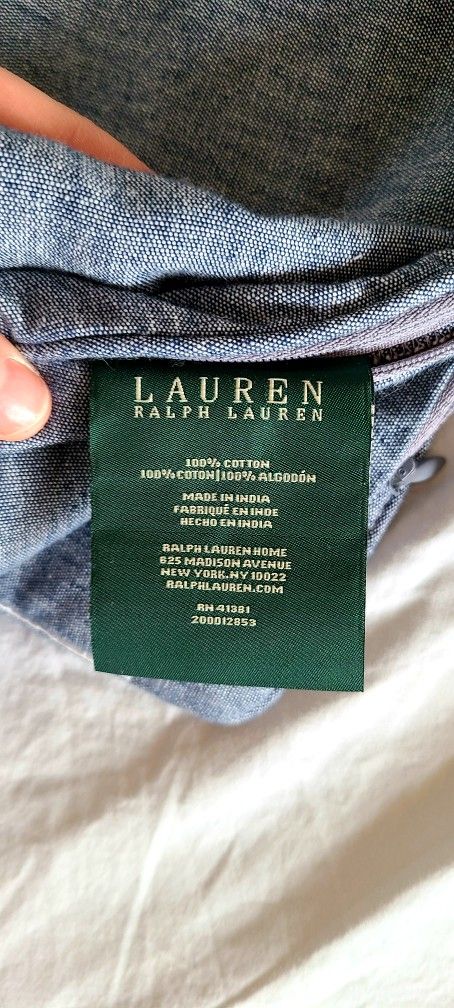 LAUREN
RALPH LAUREN
100% COTTON
100% COTON|100% ALGODÓN
MADE IN INDIA
FABRIQUÉ EN INDE
HECHO EN INDIA
RALPH LAUREN HOME
625 MADISON AVENUE
NEW YORK, NY 10022
RALPHLAUREN.COM
RN 41381
200012853